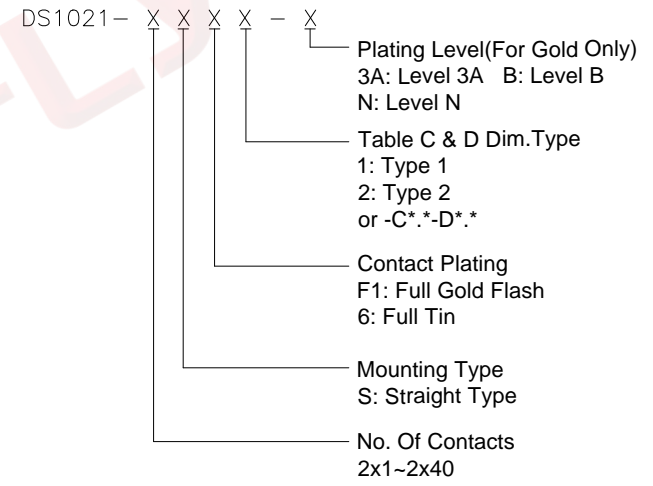 DS1021- X X X X - X
Plating Level(For Gold Only)
3A: Level 3A B: Level B
N: Level N
Table C & D Dim.Type
1: Type 1
2: Type 2
or -C*.*-D*.*
Contact Plating
F1: Full Gold Flash
6: Full Tin
Mounting Type
S: Straight Type
No. Of Contacts
2x1~2x40